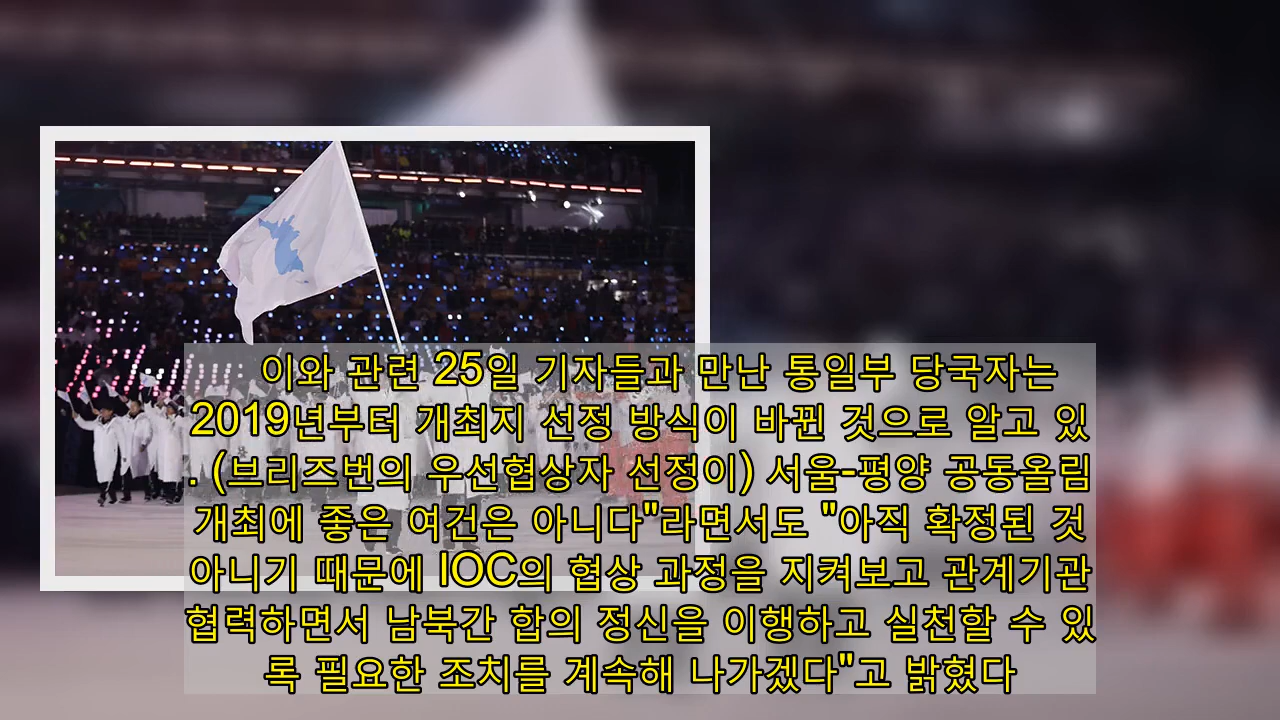 이와 관련 25일 기자들과 만난 통일부 당국자는
2019년부터 개최지 선정 방식이 바뀐 것으로 알고 있
. (브리즈번의 우선협상자 선정이) 서울-평양 공동올림
개최에 좋은 여건은 아니다"라면서도 "아직 확정된 것
아니기 때문에 IOC의 협상 과정을 지켜보고 관계기관
협력하면서 남북간 합의 정신을 이행하고 실천할 수 있
록 필요한 조치를 계속해 나가겠다"고 밝혔다